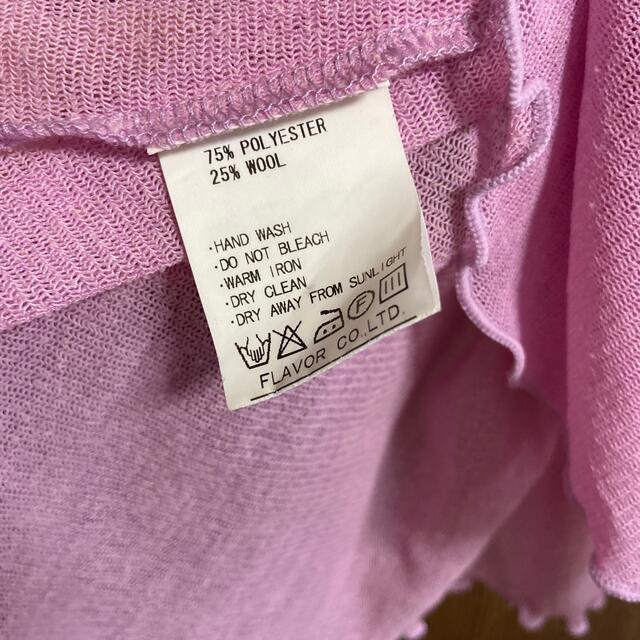 75% POLYESTER
25% WOOL
·HAND WASH
·DO NOT BLEACH
·WARM IRON
·DRY CLEAN
·DRY AWAY FROM SUNLIGHT
F
FLAVOR CO.,LTD.